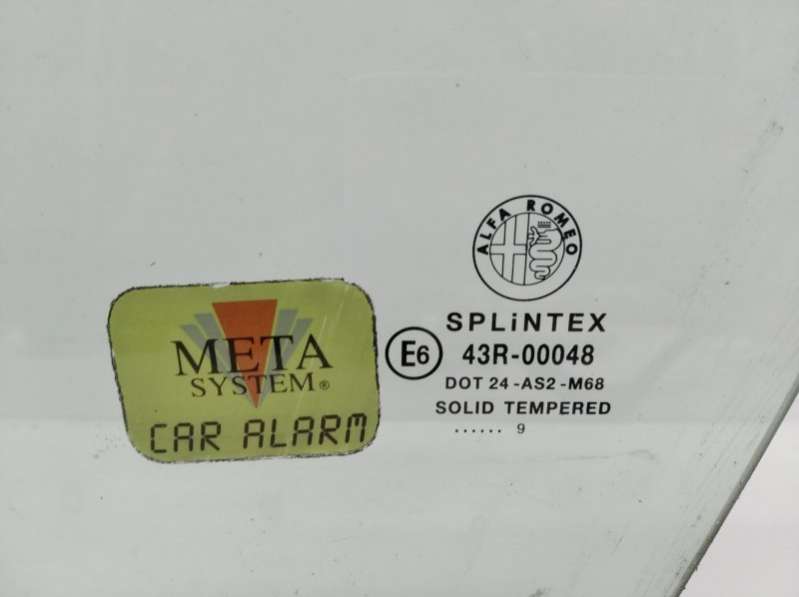 ALFA ROMEO
SPLiNTEX
E6 43R-00048
DOT 24-AS2-M68
SOLID TEMPERED
...... 9
META
SYSTEM®
CAR ALARM